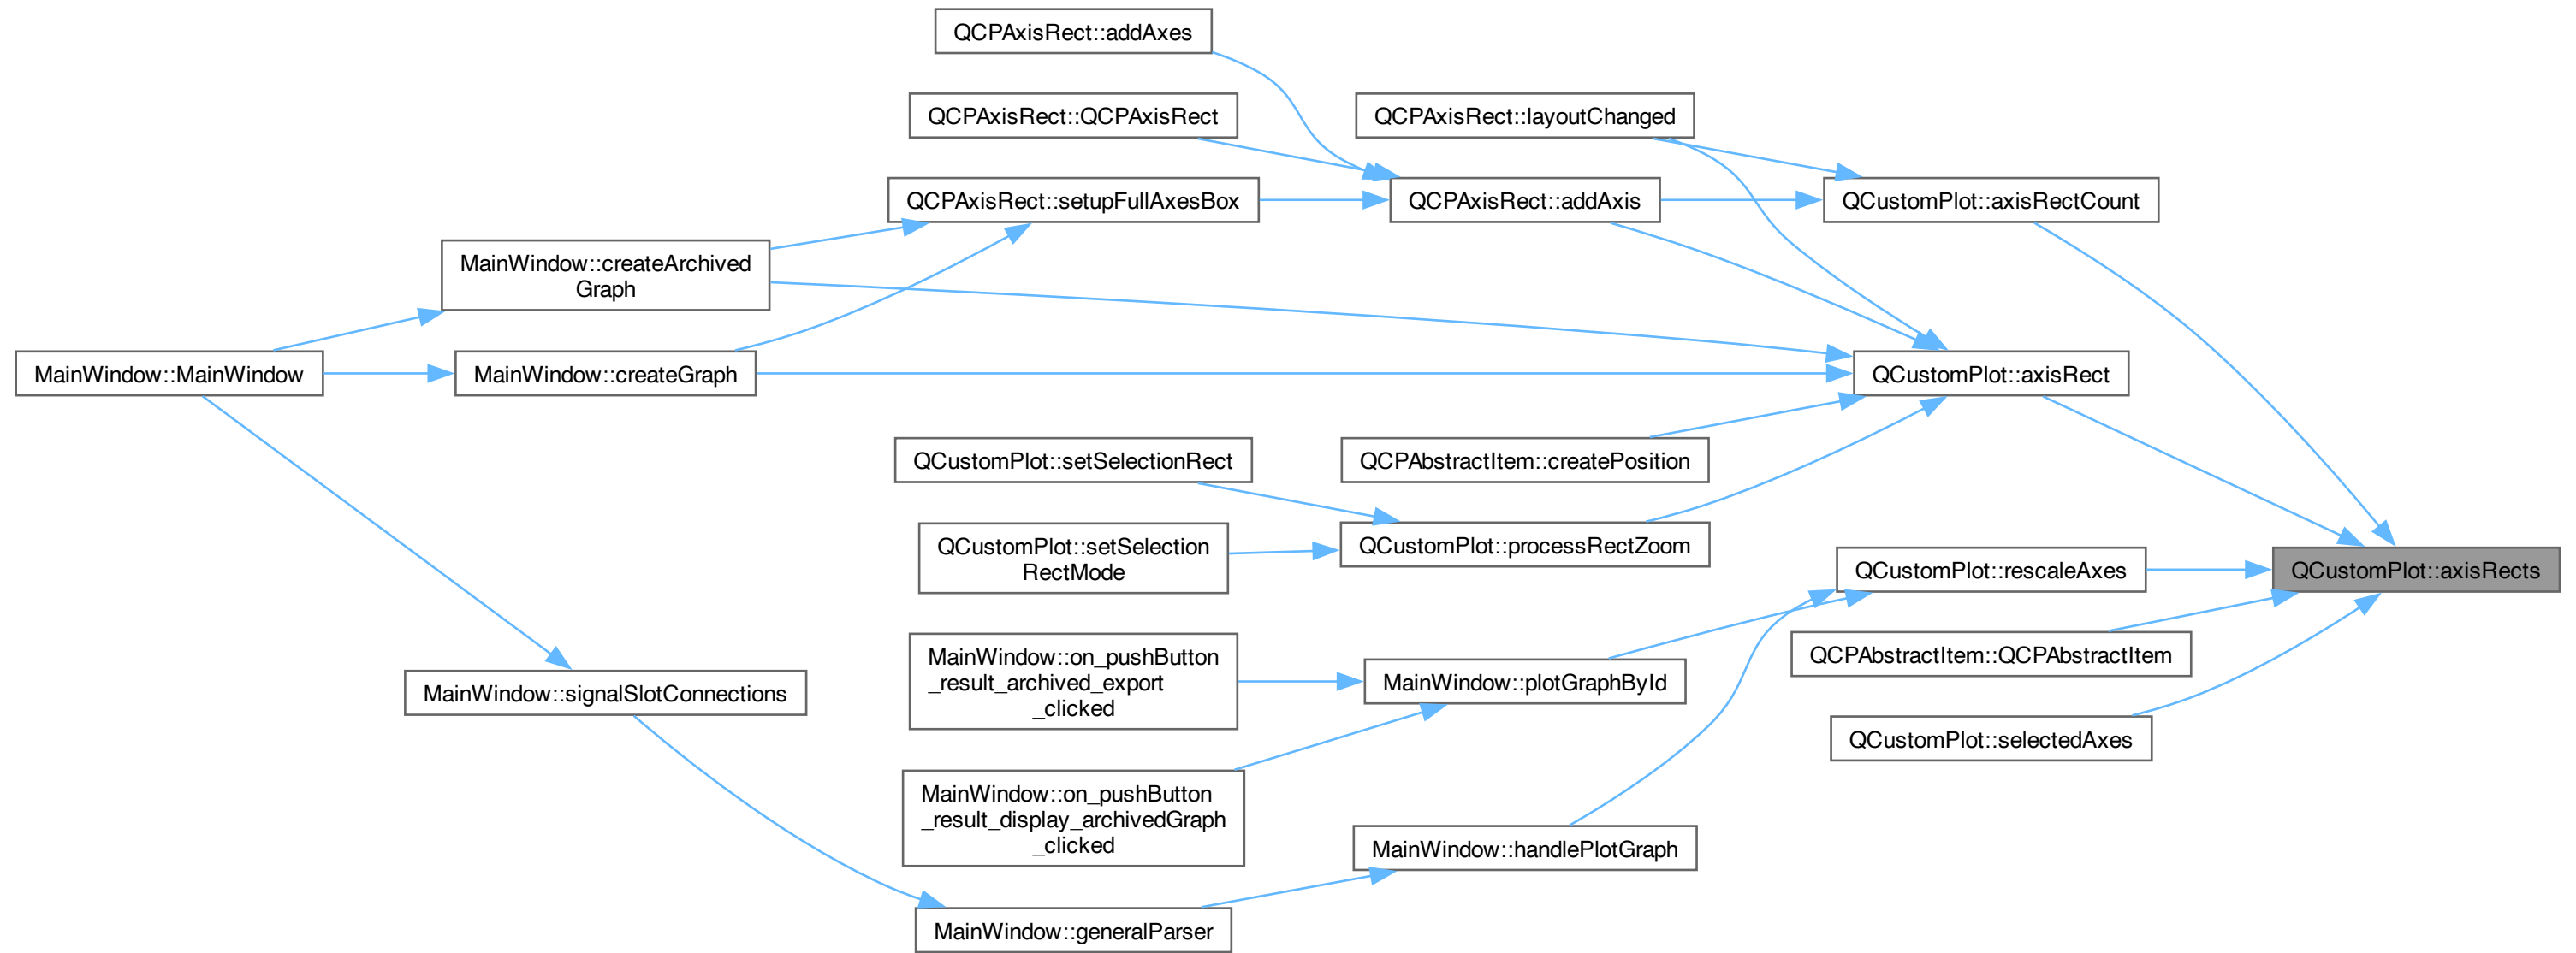 QCPAxisRect::addAxes
QCPAxisRect::QCPAxisRect
QCPAxisRect::layoutChanged
QCPAxisRect::setupFullAxesBox
QCPAxisRect::addAxis
QCustomPlot::axisRectCount
MainWindow::createArchived
Graph
MainWindow::MainWindow
MainWindow::createGraph
QCustomPlot::axisRect
QCustomPlot::setSelectionRect
QCPAbstractItem::createPosition
QCustomPlot::setSelection
RectMode
QCustomPlot::processRectZoom
QCustomPlot::rescaleAxes
QCustomPlot::axisRects
MainWindow::on_pushButton
_result_archived_export
_clicked
MainWindow::plotGraphById
QCPAbstractItem::QCPAbstractItem
MainWindow::signalSlotConnections
QCustomPlot::selectedAxes
MainWindow::on_pushButton
_result_display_archivedGraph
_clicked
MainWindow::handlePlotGraph
MainWindow::generalParser